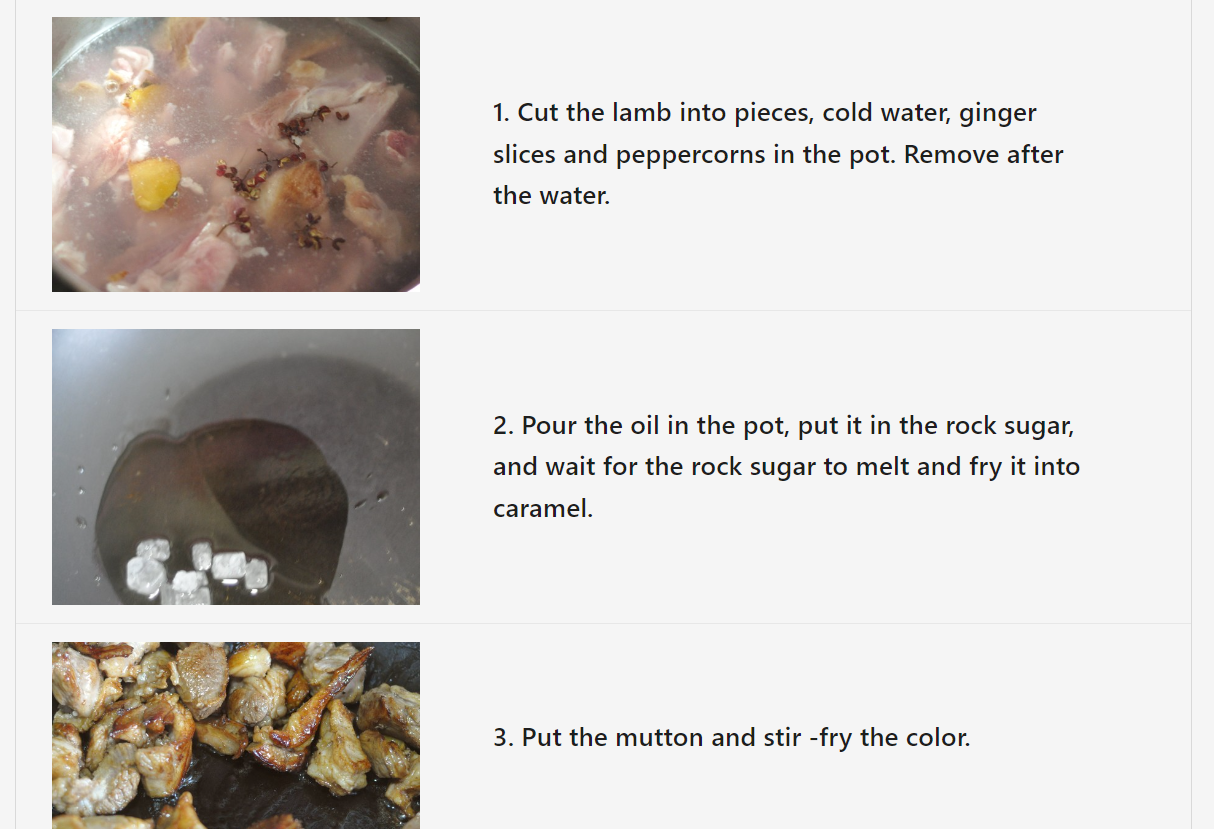 1. Cut the lamb into pieces, cold water, ginger
slices and peppercorns in the pot. Remove after
the water.
2. Pour the oil in the pot, put it in the rock sugar,
and wait for the rock sugar to melt and fry it into
caramel.
3. Put the mutton and stir -fry the color.